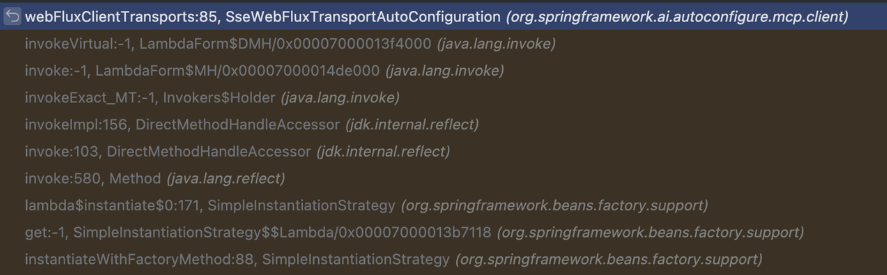 webFluxClientTransports:85, SseWebFluxTransportAutoConfiguration (org.springframework.ai.autoconfigure.mcp.client)
invokeVirtual:-1, LambdaForm$DMH/0x00007000013f4000 (java.lang.invoke)
invoke:-1, LambdaForm$MH/0x00007000014de000 (java.lang.invoke)
invokeExact_MT:-1, Invokers$Holder (java.lang.invoke)
invokeImpl:156, DirectMethodHandleAccessor (jdk.internal.reflect)
invoke:103, DirectMethodHandleAccessor (jdk.internal.reflect)
invoke:580, Method (java.lang.reflect)
lambda$instantiate$0:171, SimpleInstantiationStrategy (org.springframework.beans.factory.support)
get:-1, SimpleInstantiationStrategy$$Lambda/0x00007000013b7118 (org.springframework.beans.factory.support)
instantiateWithFactoryMethod:88, SimpleInstantiationStrategy (org.springframework.beans.factory.support)